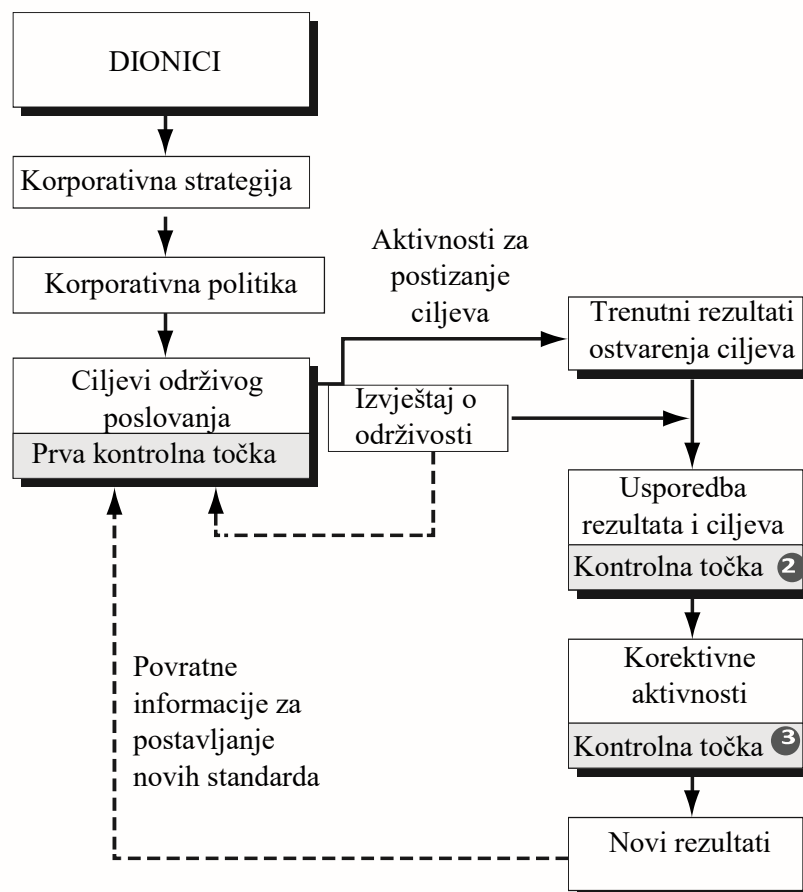 DIONICI
Korporativna strategija
Korporativna politika
Ciljevi održivog
poslovanja
Prva kontrolna točka
Aktivnosti za
postizanje
ciljeva
Izvještaj o
održivosti
Trenutni rezultati
ostvarenja ciljeva
Usporedba
rezultata i ciljeva
Kontrolna točka 2
Korektivne
aktivnosti
Kontrolna točka 3
Novi rezultati
Povratne
informacije za
postavljanje
novih standarda